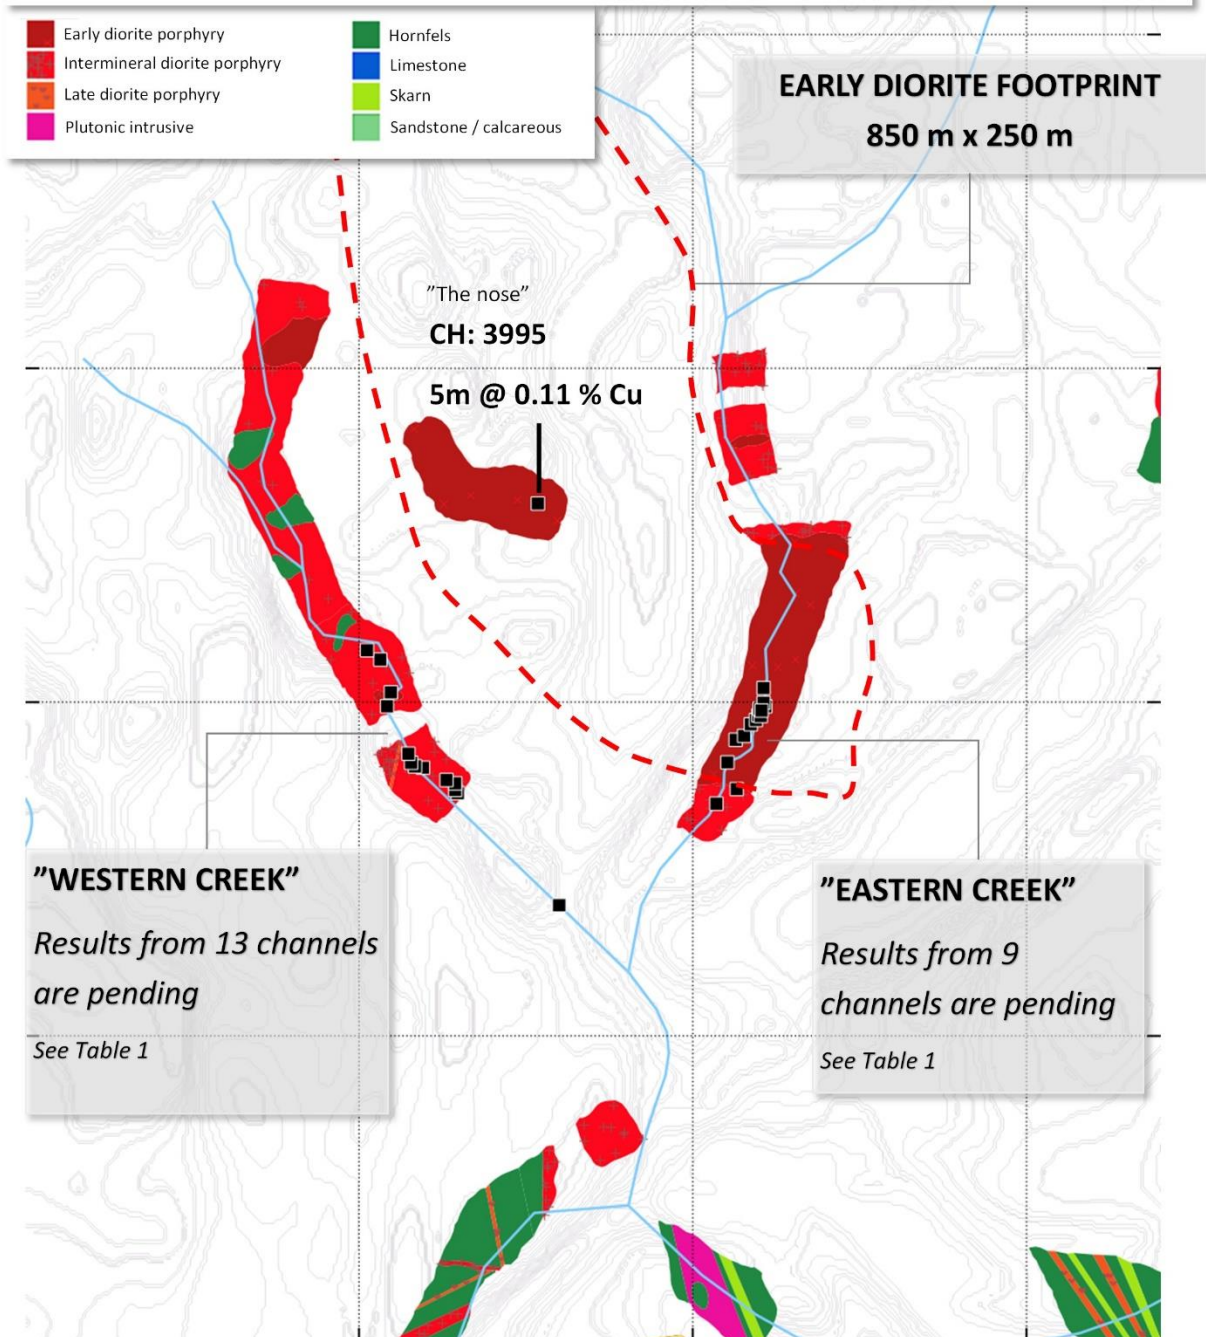 Early diorite porphyry
Intermineral diorite porphyry
Late diorite porphyry
Plutonic intrusive
Hornfels
Limestone
Skarn
Sandstone / calcareous
EARLY DIORITE FOOTPRINT
850 m x 250 m
”The nose”
CH: 3995
5m @ 0.11 % Cu
”WESTERN CREEK”
Results from 13 channels
are pending
See Table 1
”EASTERN CREEK”
Results from 9
channels are pending
See Table 1